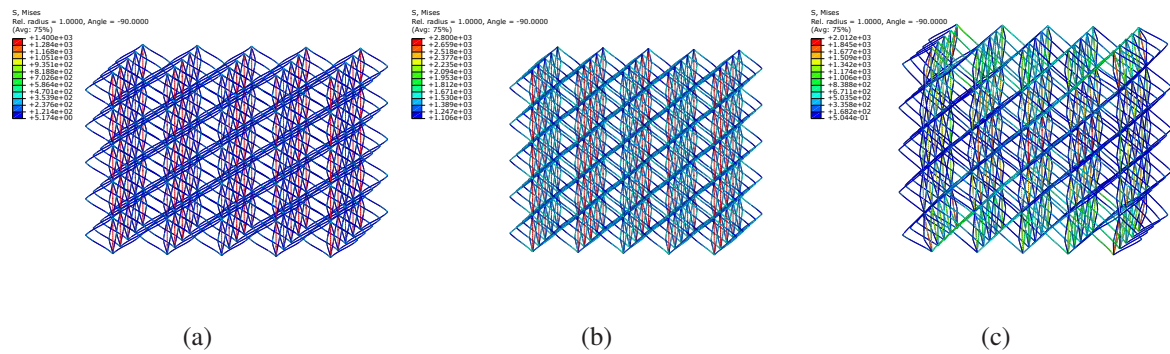 S, Mises
Rel. radius = 1.0000, Angle = -90.0000
(Avg: 75%)
+1.400e+03
+1.284e+03
+1.168e+03
+1.051e+03
+9.351e+02
+8.188e+02
+7.026e+02
+5.864e+02
+4.701e+02
+3.539e+02
+2.376e+02
+1.214e+02
+5.174e+00
S, Mises
Rel. radius = 1.0000, Angle = -90.0000
(Avg: 75%)
+2.800e+03
+2.659e+03
+2.518e+03
+2.377e+03
+2.235e+03
+2.094e+03
+1.953e+03
+1.812e+03
+1.671e+03
+1.530e+03
+1.389e+03
+1.247e+03
+1.106e+03
S, Mises
Rel. radius = 1.0000, Angle = -90.0000
(Avg: 75%)
+2.012e+03
+1.845e+03
+1.677e+03
+1.509e+03
+1.342e+03
+1.174e+03
+1.006e+03
+8.388e+02
+6.711e+02
+5.035e+02
+3.358e+02
+1.682e+02
+5.044e-01
(a)
(b)
(c)